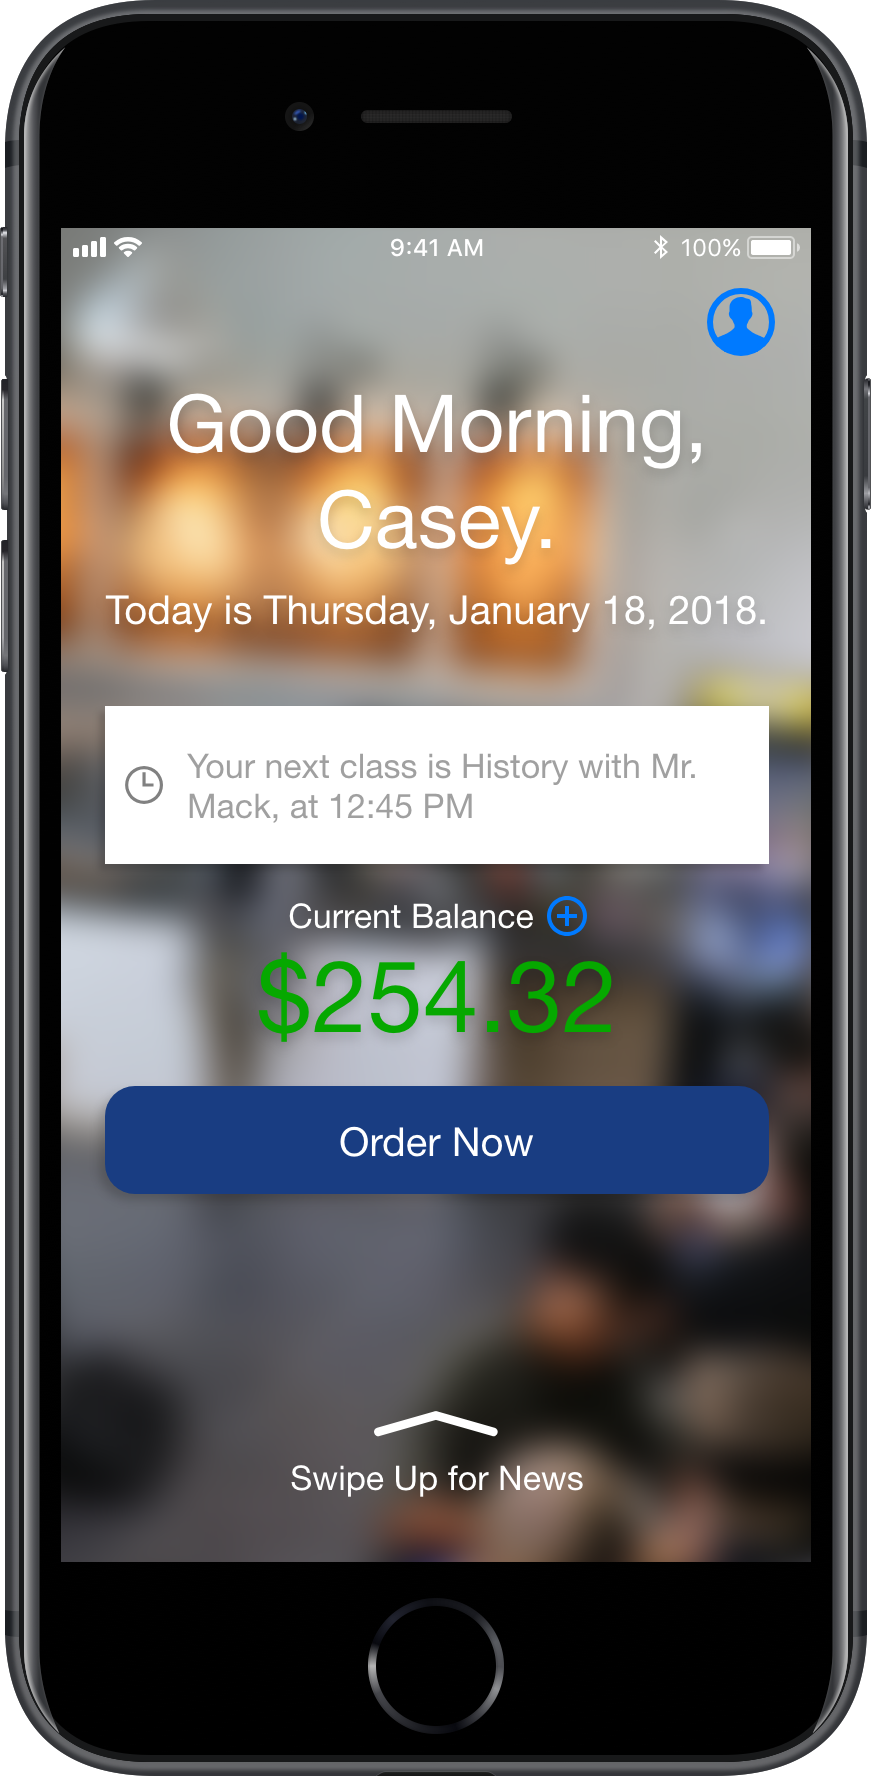 9:41 AM
100%
Good Morning,
Casey.
Today is Thursday, January 18, 2018.
Your next class is History with Mr.
Mack, at 12:45 PM
Current Balance
$254.32
Order Now
Swipe Up for News